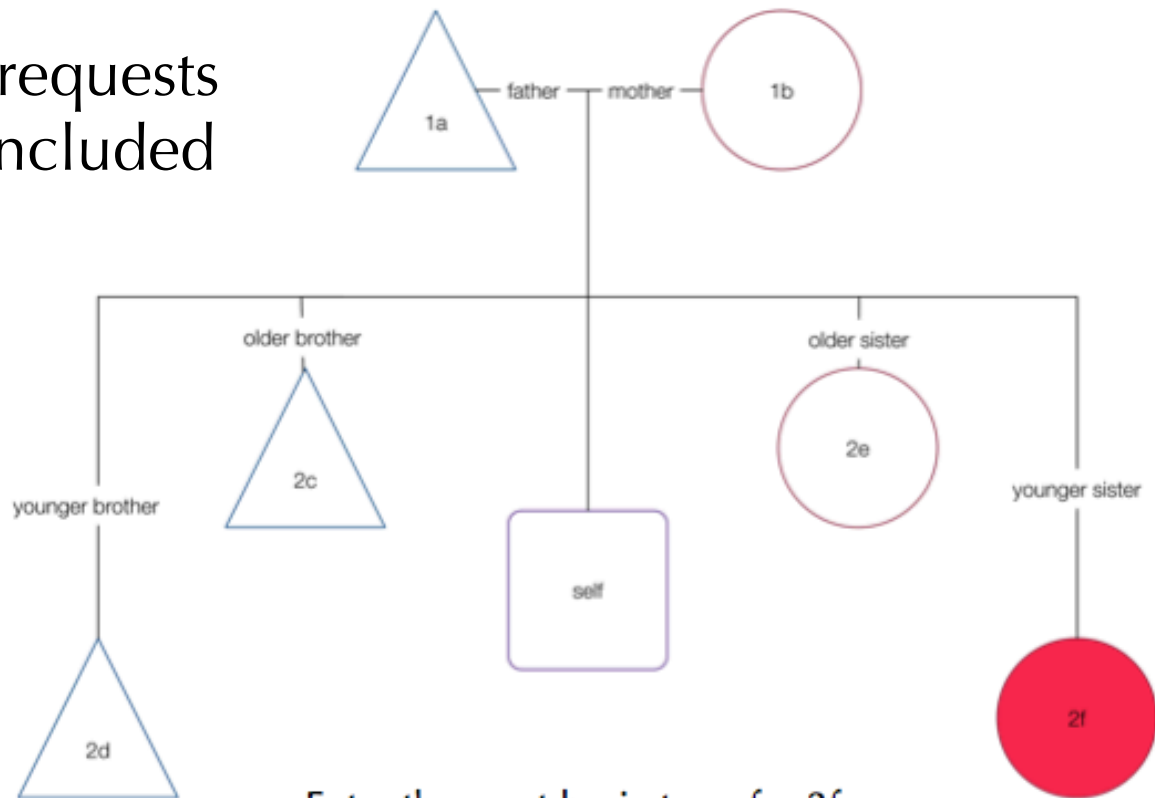 requests
ncluded
father
mother
1a
1b
older brother
older sister
2c
2e
younger brother
younger sister
self
2d
2f